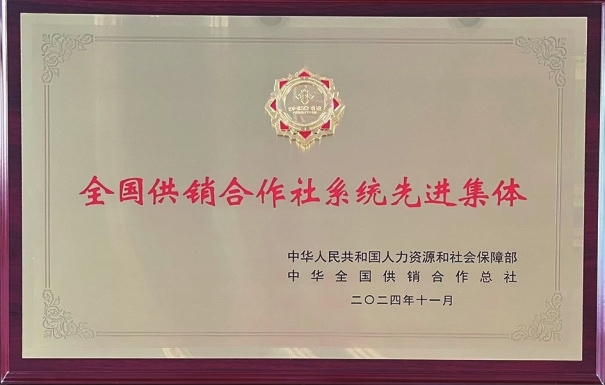 全国供销合作社系统先进集体
中华人民共和国人力资源和社会保障部
中华全国供销合作总社
二〇二四年十一月